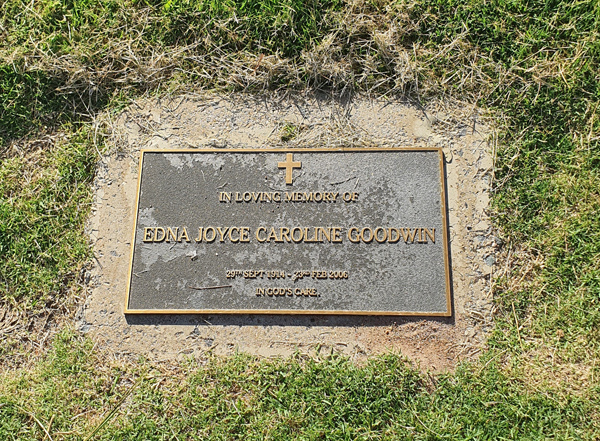 IN LOVING MEMORY OF
EDNA JOYCE CAROLINE GOODWIN
29TH SEPT 1914 - 23RD FEB 2006
IN GOD'S CARE.